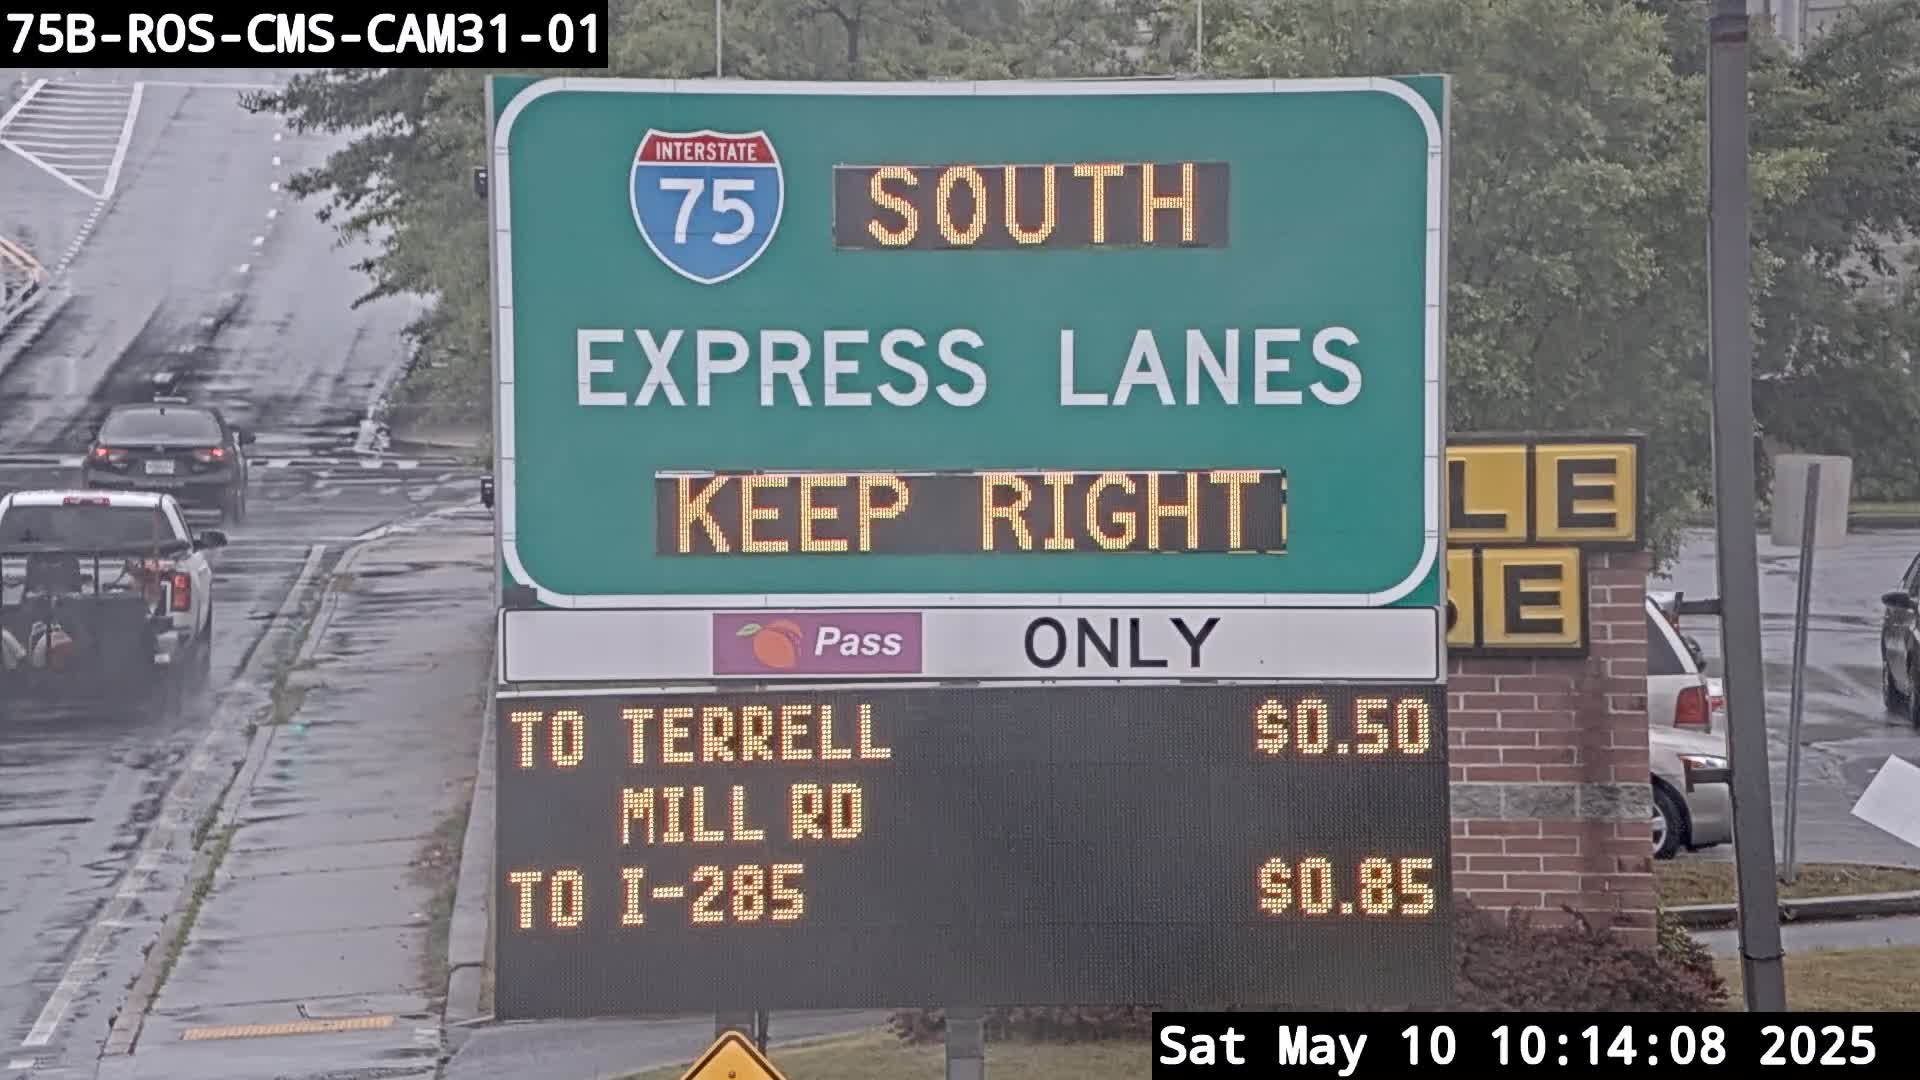 75B-ROS-CMS-CAM31-01
INTERSTATE
75
SOUTH
EXPRESS LANES
KEEP RIGHT
LE
E
Pass ONLY
TO TERRELL $0.50
MILL RD
TO I-285 $0.85
Sat May 10 10:14:08 2025